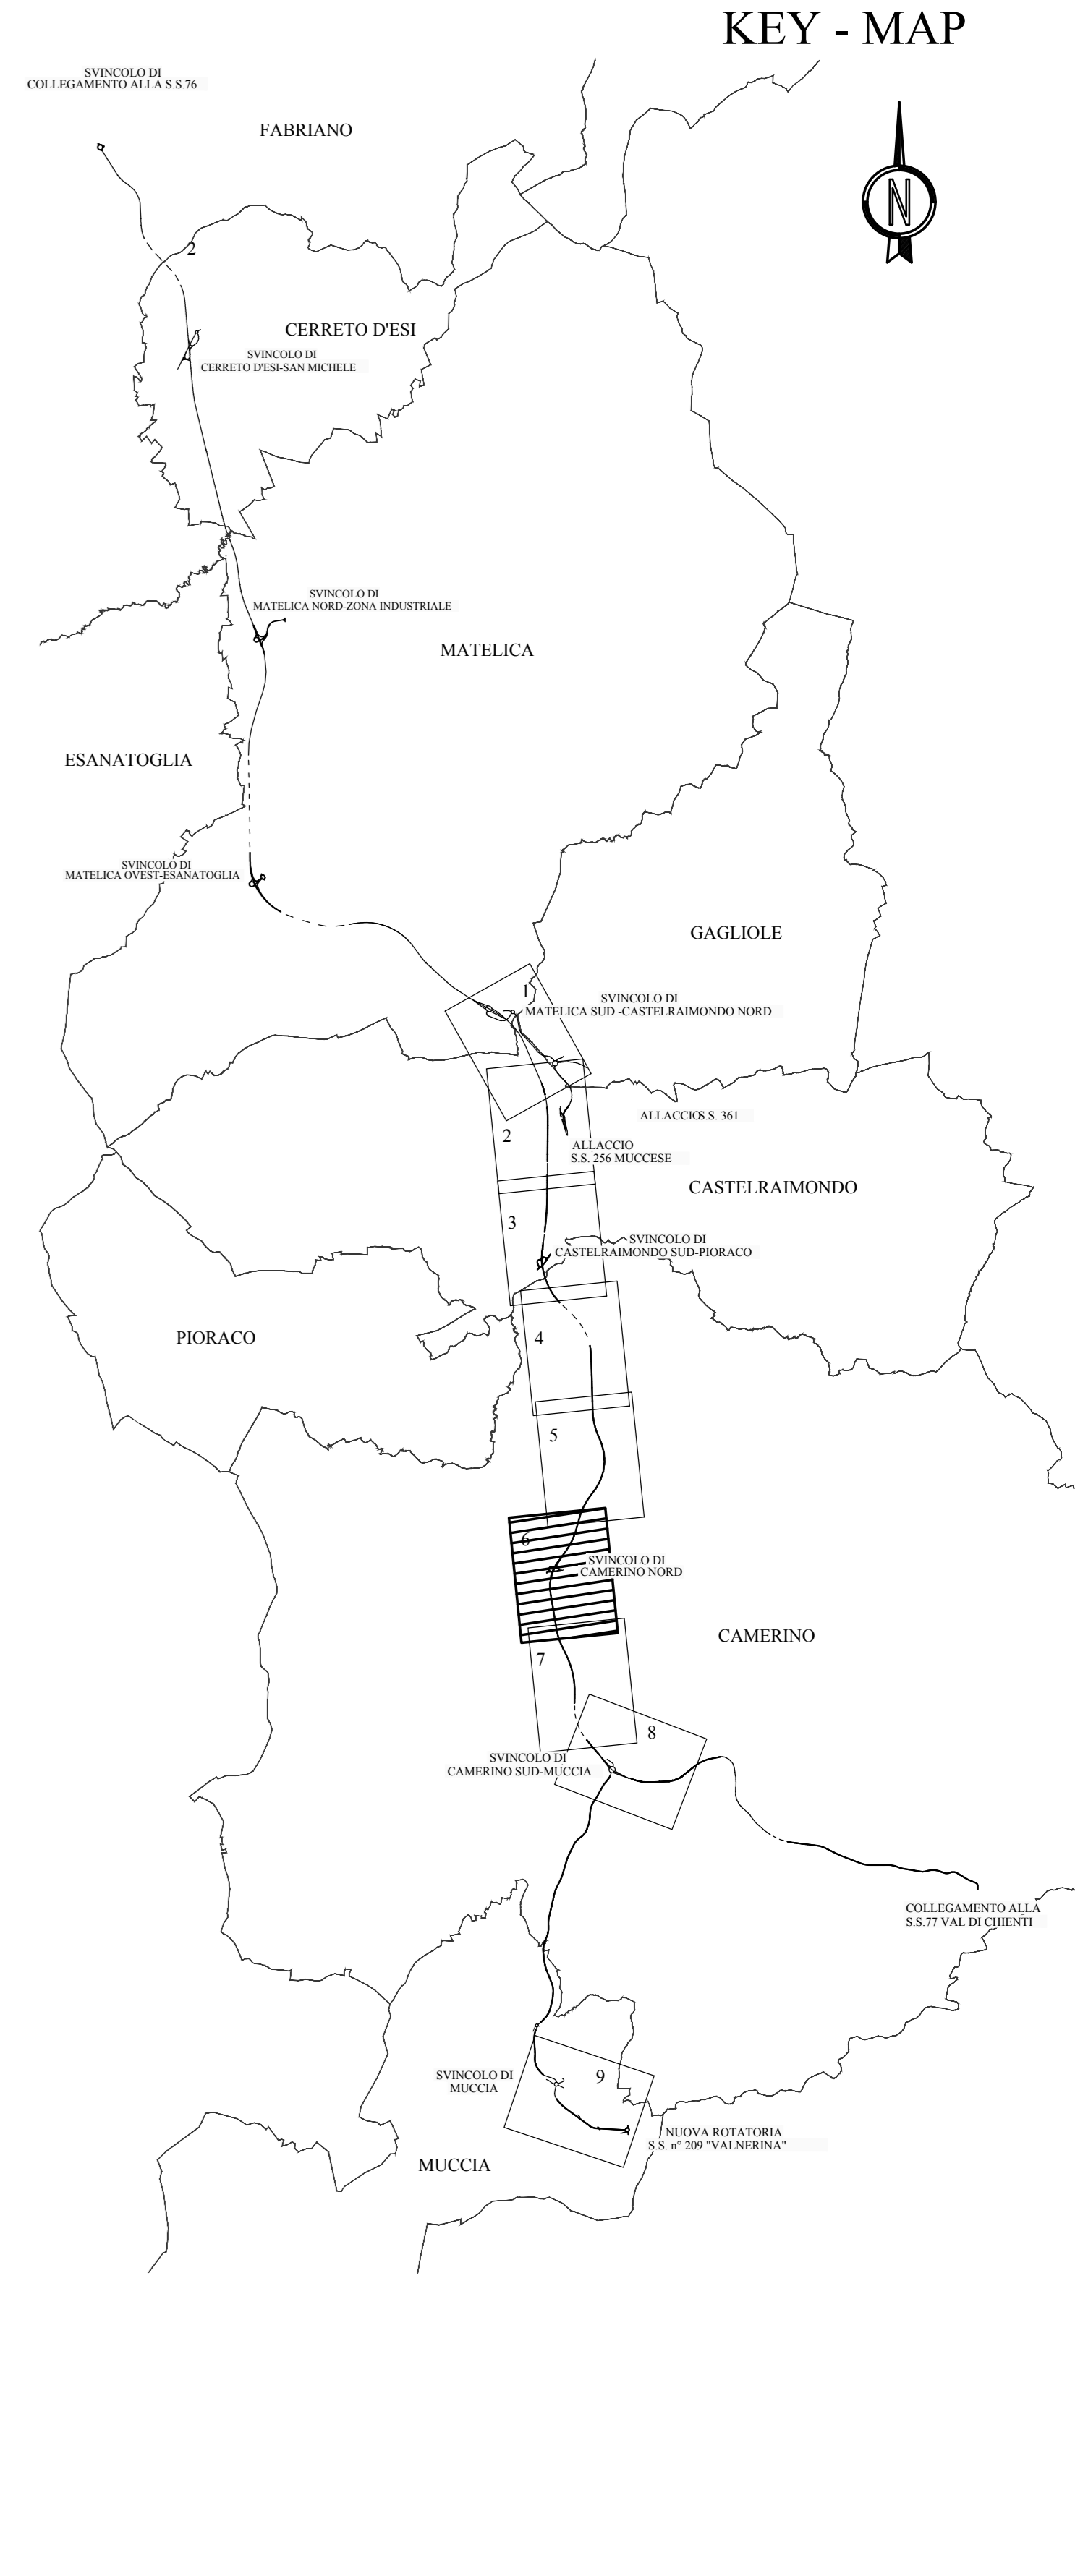 KEY - MAP
SVINCOLO DI
COLLEGAMENTO ALLA S.S.76
FABRIANO
N
2
CERRETO D'ESI
SVINCOLO DI
CERRETO D'ESI-SAN MICHELE
SVINCOLO DI
MATELICA NORD-ZONA INDUSTRIALE
MATELICA
ESANATOGLIA
SVINCOLO DI
MATELICA OVEST-ESANATOGLIA
GAGLIOLE
1
SVINCOLO DI
MATELICA SUD -CASTELRAIMONDO NORD
ALLACCIOS.S. 361
2
ALLACCIO
S.S. 256 MUCCESE
CASTELRAIMONDO
3
SVINCOLO DI
CASTELRAIMONDO SUD-PIORACO
PIORACO
4
5
6
SVINCOLO DI
CAMERINO NORD
CAMERINO
7
8
SVINCOLO DI
CAMERINO SUD-MUCCIA
COLLEGAMENTO ALLA
S.S.77 VAL DI CHIENTI
SVINCOLO DI
MUCCIA
9
NUOVA ROTATORIA
S.S. n° 209 "VALNERINA"
MUCCIA